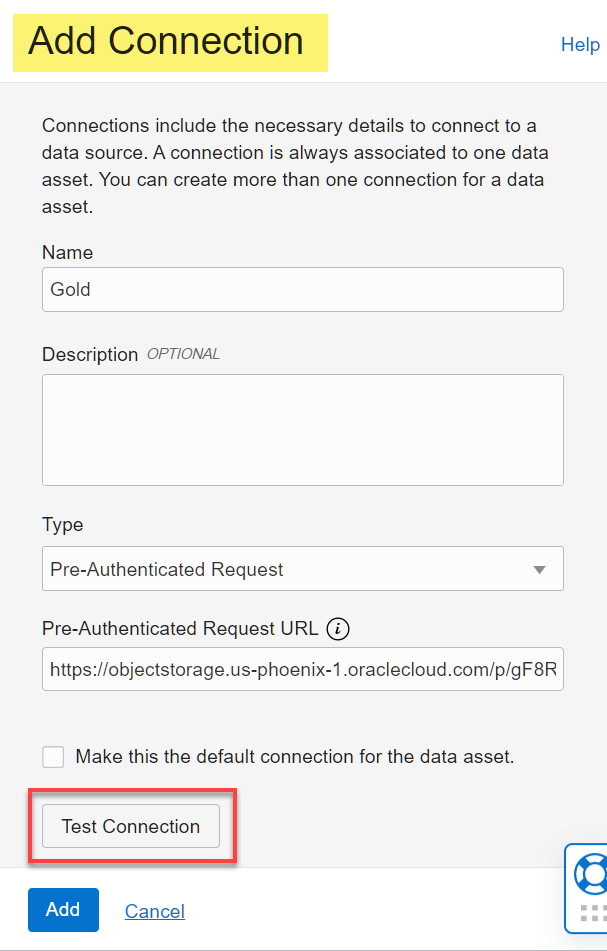 Add Connection
Help
Connections include the necessary details to connect to a
data source. A connection is always associated to one data
asset. You can create more than one connection for a data
asset.
Name
Gold
Description OPTIONAL
Type
Pre-Authenticated Request
Pre-Authenticated Request URL i
https://objectstorage.us-phoenix-1.oraclecloud.com/p/gF8R
Make this the default connection for the data asset.
Test Connection
Add Cancel